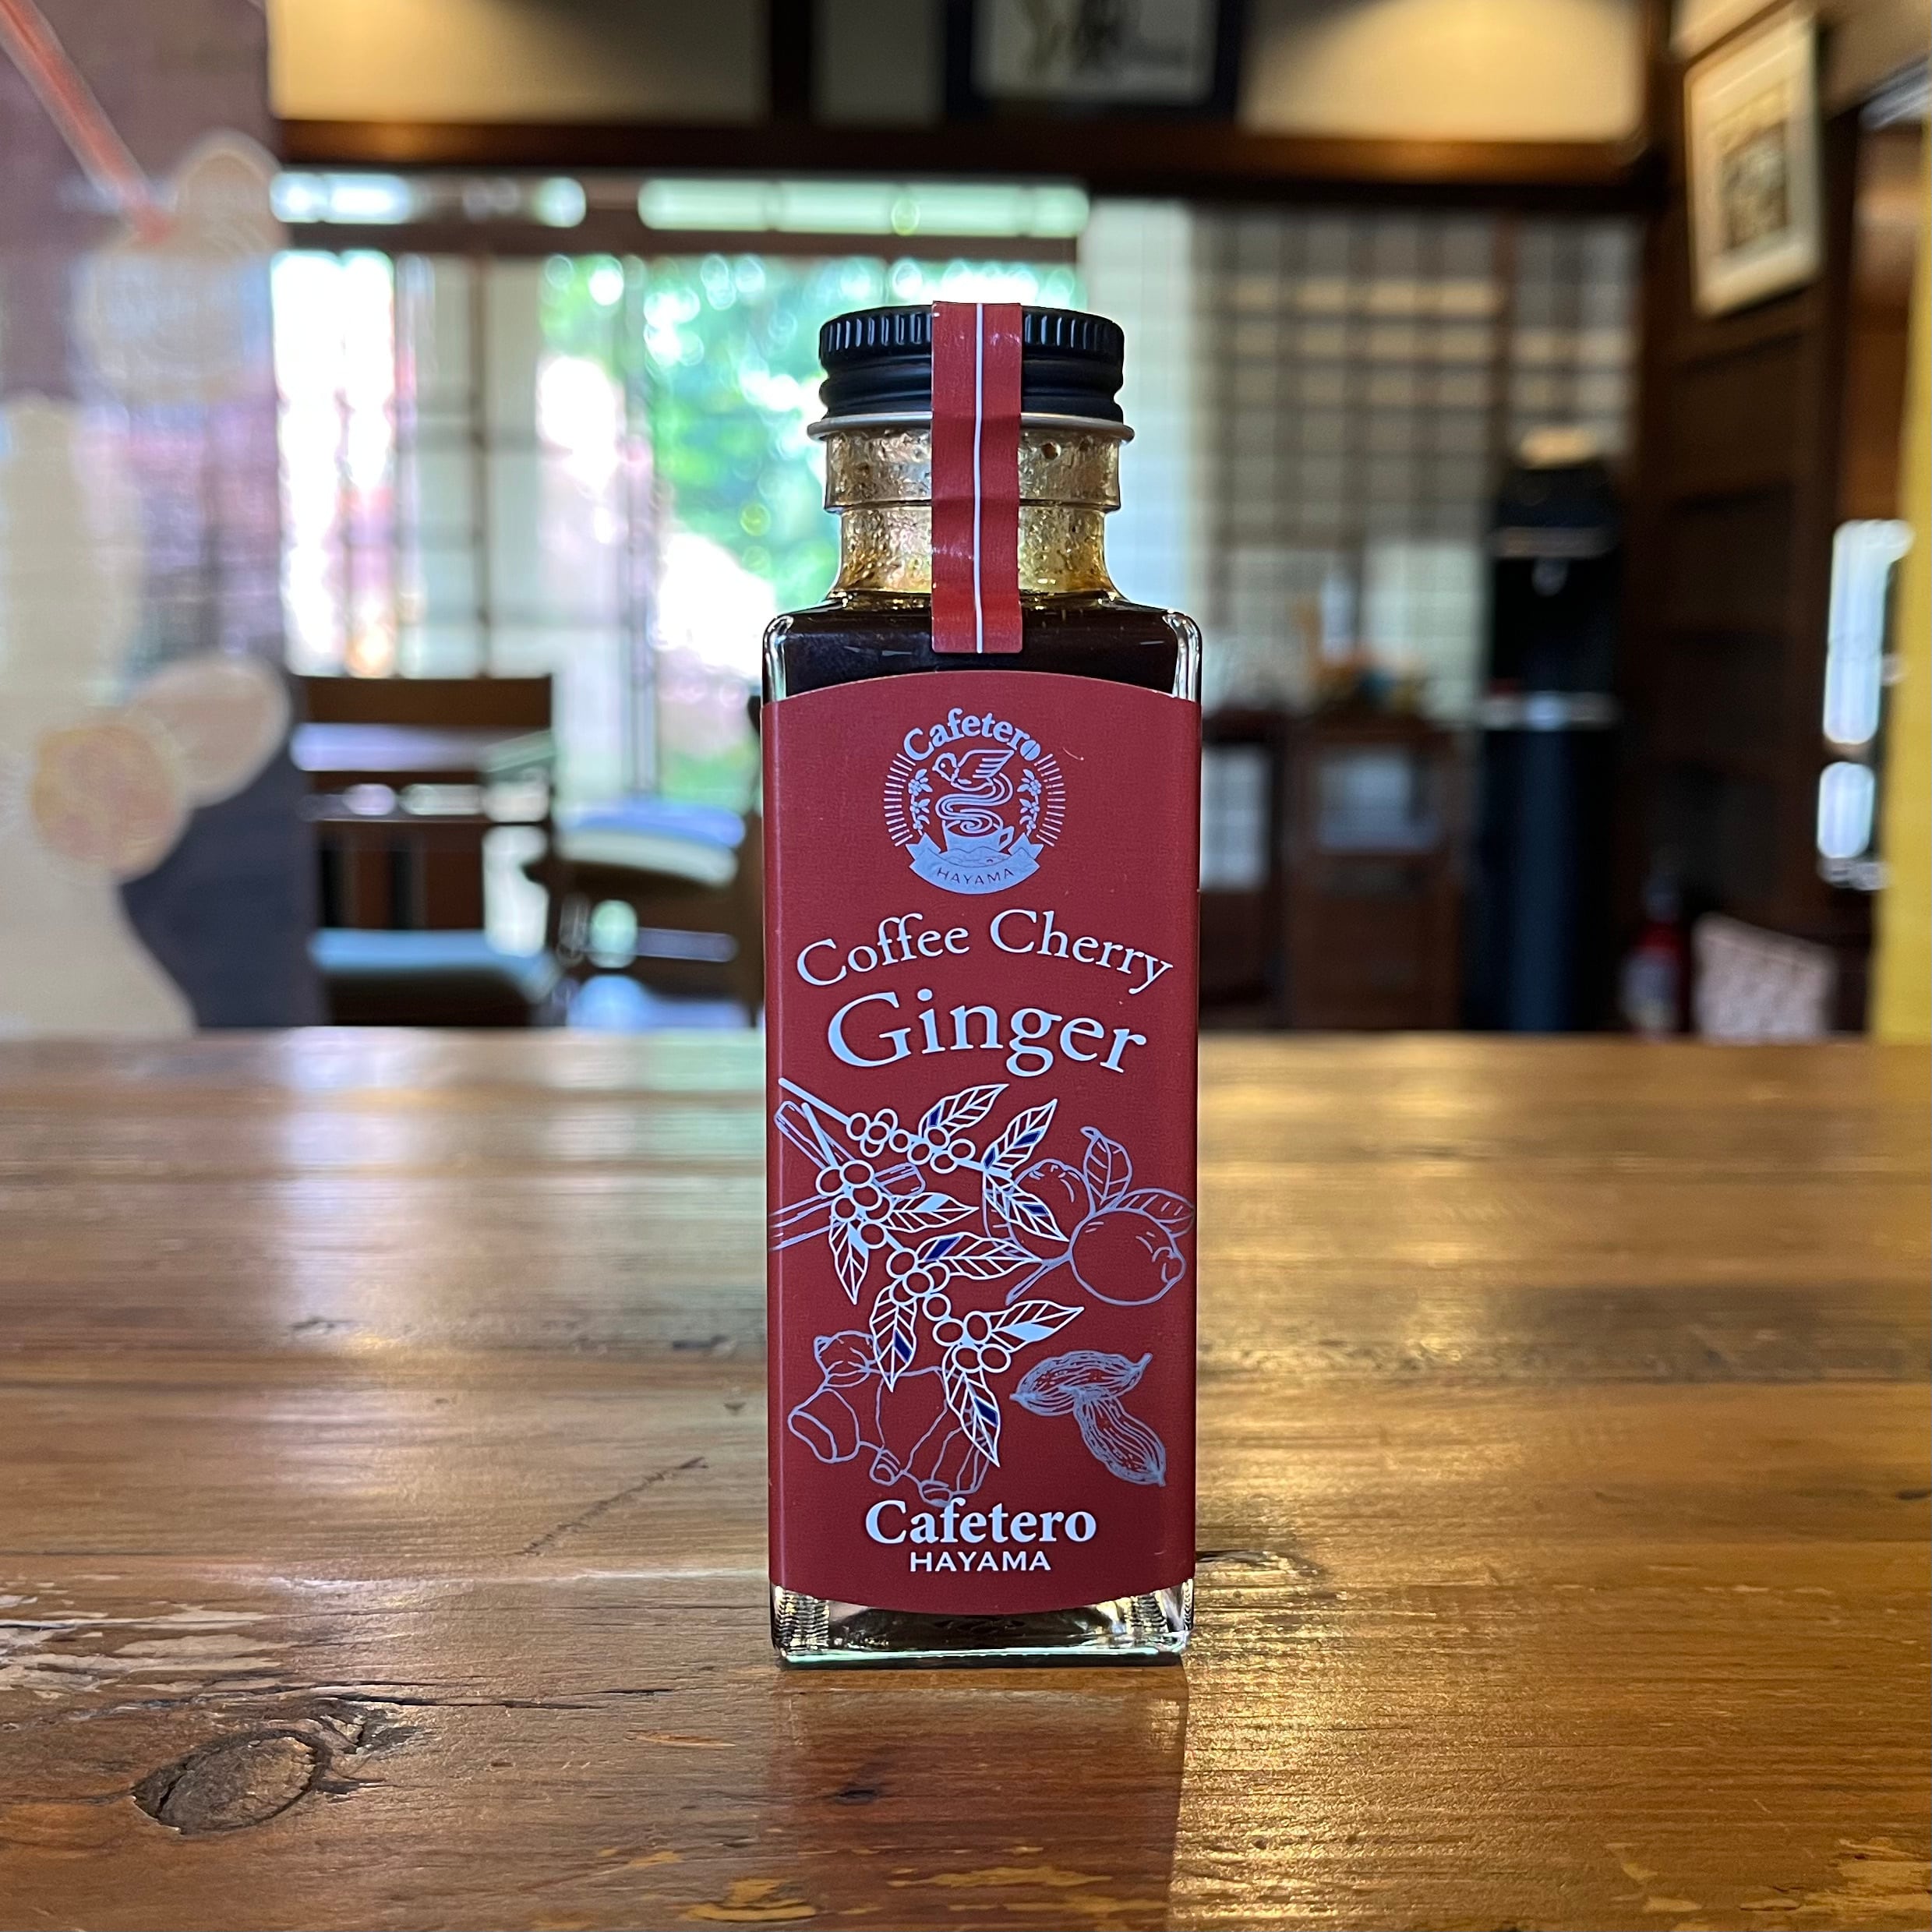 Cafetero
HAYAMA
Coffee Cherry
Ginger
Cafetero
HAYAMA